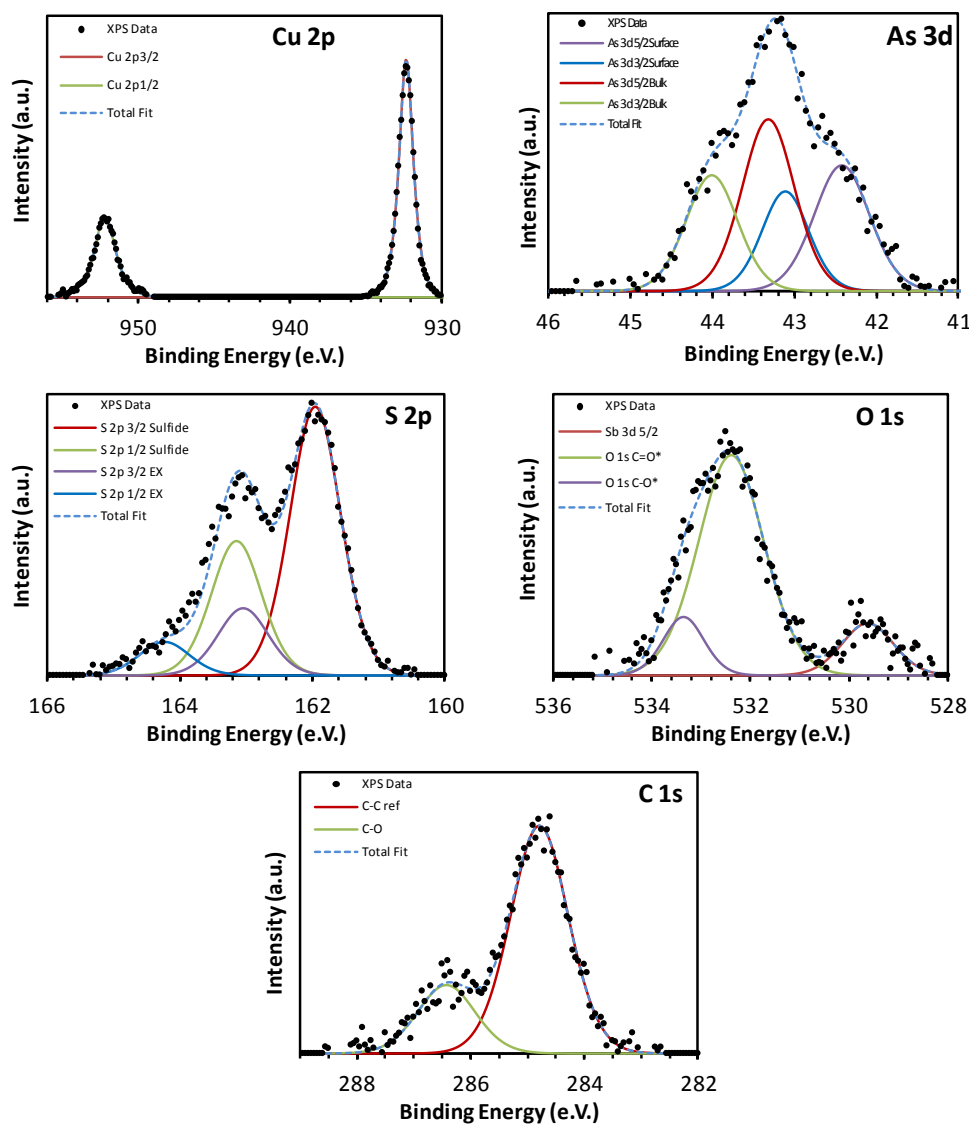 Cu 2p
XPS Data
Cu 2p3/2
Cu 2p1/2
Total Fit
Intensity (a.u.)
950 940 930
Binding Energy (e.V.)
As 3d
XPS Data
As 3d5/2Surface
As 3d3/2Surface
As 3d5/2Bulk
As 3d3/2Bulk
Total Fit
Intensity (a.u.)
46 45 44 43 42 41
Binding Energy (e.V.)
S 2p
XPS Data
S 2p 3/2 Sulfide
S 2p 1/2 Sulfide
S 2p 3/2 EX
S 2p 1/2 EX
Total Fit
Intensity (a.u.)
166 164 162 160
Binding Energy (e.V.)
O 1s
XPS Data
Sb 3d 5/2
O 1s C=O*
O 1s C-O*
Total Fit
Intensity (a.u.)
536 534 532 530 528
Binding Energy (e.V.)
C 1s
XPS Data
C-C ref
C-O
Total Fit
Intensity (a.u.)
288 286 284 282
Binding Energy (e.V.)